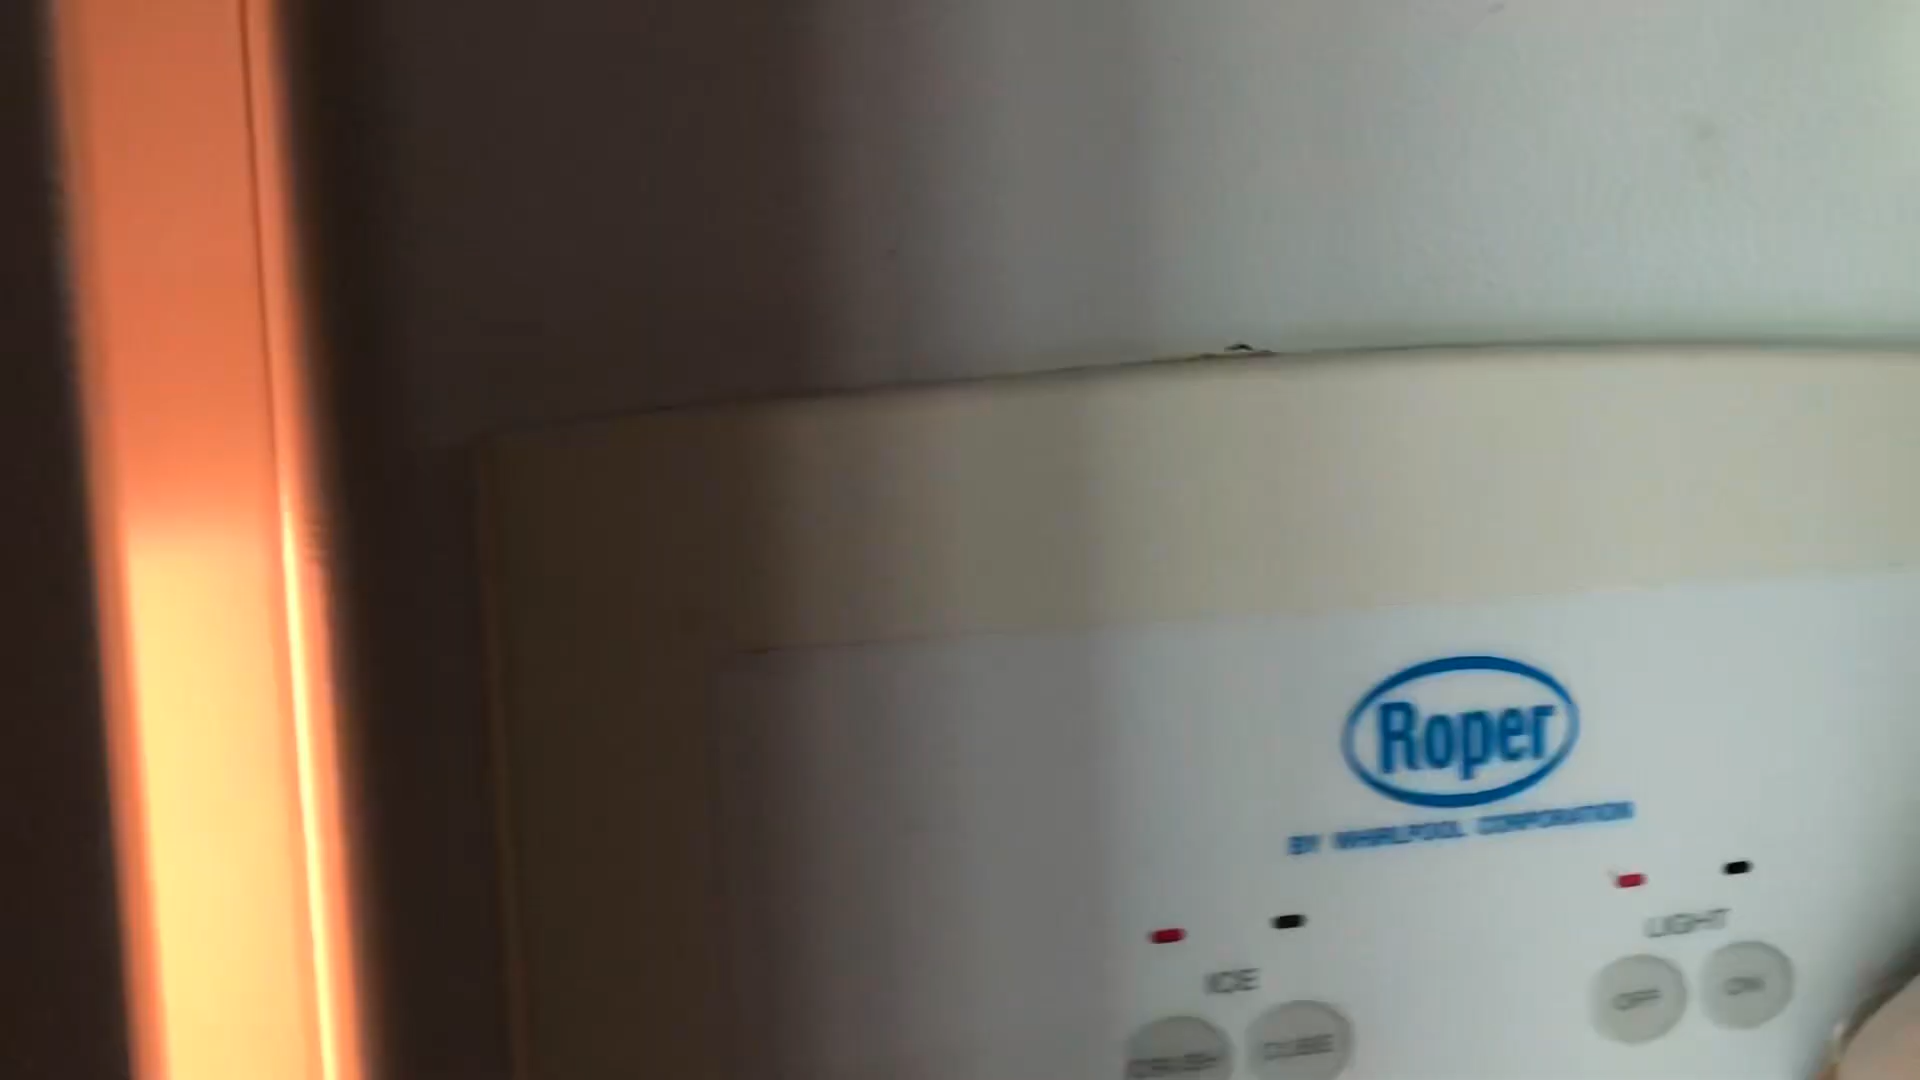 Roper
BY WHIRLPOOL CORPORATION
LIGHT
ICE
OFF ON
CRUSH CUBE